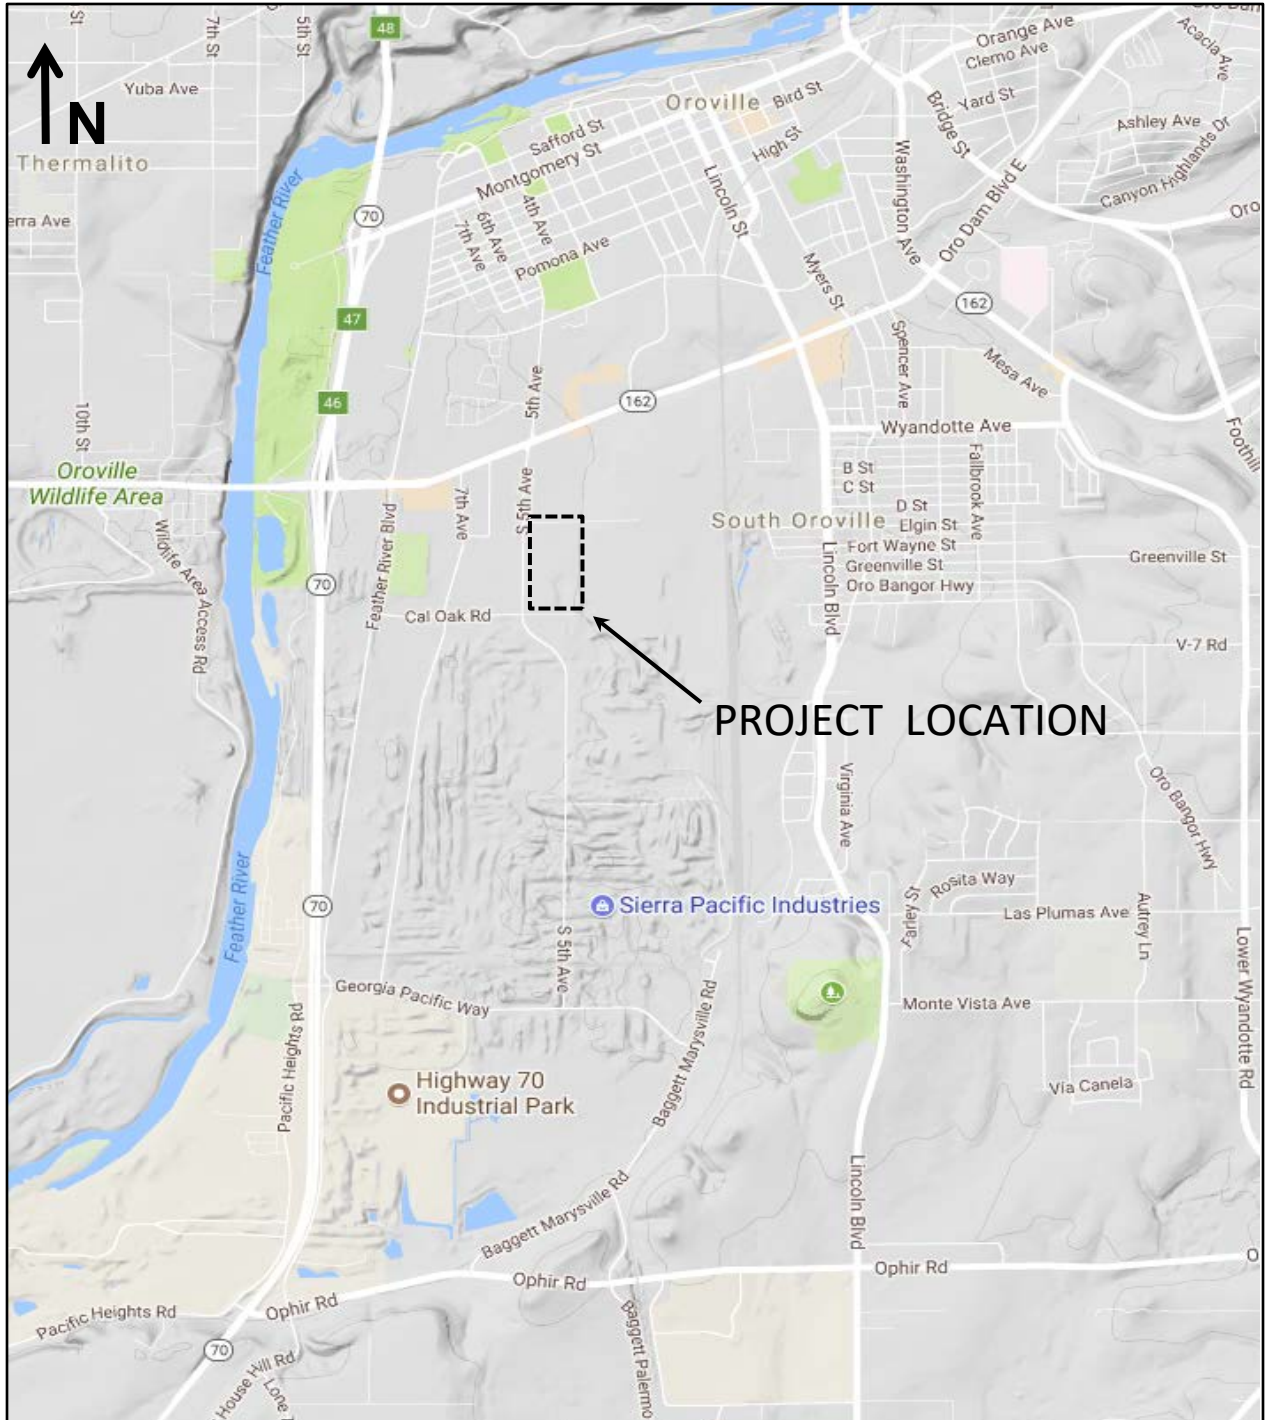 St
7th St
5th St
48
Orange Ave
Clemo Ave
Acacia Ave
N
Yuba Ave
Oroville
Bird St
Yard St
Bridge St
Ashley Ave
Thermalito
Safford St
Montgomery St
High St
Washington Ave
Canyon Highlands Dr
Feather River
erra Ave
70
4th Ave
6th Ave
7th Ave
Lincoln St
Oro Dam Blvd E
Oro
Pomona Ave
Myers St
162
47
Spencer Ave
Mesa Ave
46
5th Ave
162
10th St
Wyandotte Ave
Foothill
Oroville
Wildlife Area
Wildlife Area Access Rd
S 5th Ave
7th Ave
Feather River Blvd
B St
C St
Fallbrook Ave
D St
South Oroville
Elgin St
Fort Wayne St
Greenville St
Greenville St
Oro Bangor Hwy
70
Cal Oak Rd
Lincoln Blvd
V-7 Rd
PROJECT LOCATION
Virginia Ave
Oro Bangor Hwy
Feather River
70
Sierra Pacific Industries
Rosita Way
Fahey St
Las Plumas Ave
Autrey Ln
Lower Wyandotte Rd
S 5th Ave
Georgia Pacific Way
Baggett Marysville Rd
Monte Vista Ave
Pacific Heights Rd
Highway 70
Industrial Park
Vía Canela
Lincoln Blvd
Baggett Marysville Rd
Ophir Rd
Ophir Rd
O
Pacific Heights Rd
Ophir Rd
Baggett Palermo
70
House Hill Rd
Lone